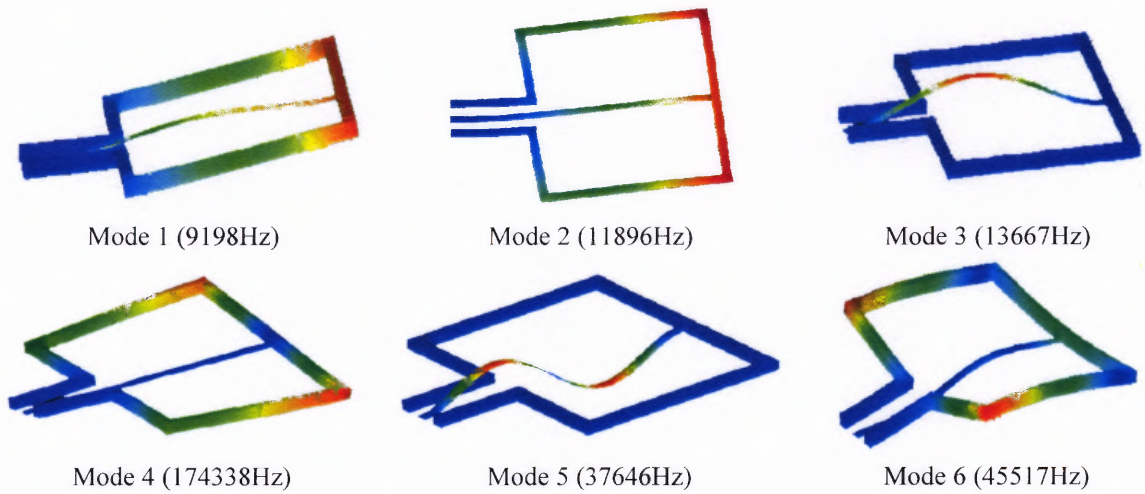 Mode 1 (9198Hz)
Mode 2 (11896Hz)
Mode 3 (13667Hz)
Mode 4 (174338Hz)
Mode 5 (37646Hz)
Mode 6 (45517Hz)